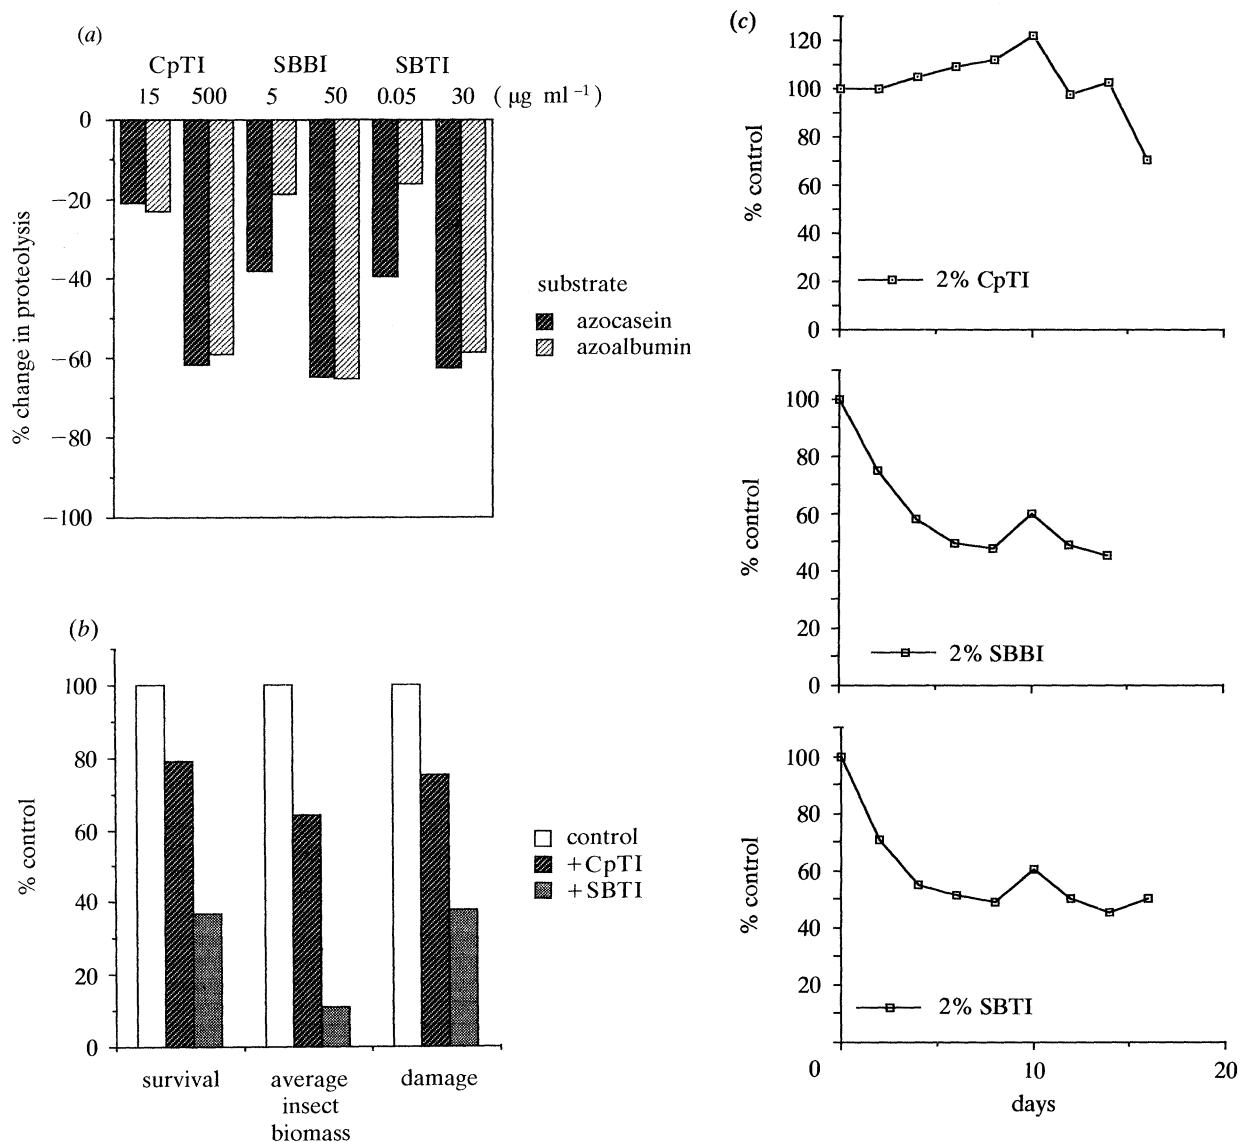 (a)
CpTI SBBI SBTI
15 500 5 50 0.05 30 (µg ml⁻¹)
0
−20
−40
−60
−80
−100
% change in proteolysis
substrate
azocasein
azoalbumin
(b)
100
80
60
40
20
0
% control
control
+CpTI
+SBTI
survival average damage
insect
biomass
(c)
120
100
80
60
40
20
0
% control
2% CpTI
100
80
60
40
20
0
% control
2% SBBI
100
80
60
40
20
% control
2% SBTI
0 10 20
days